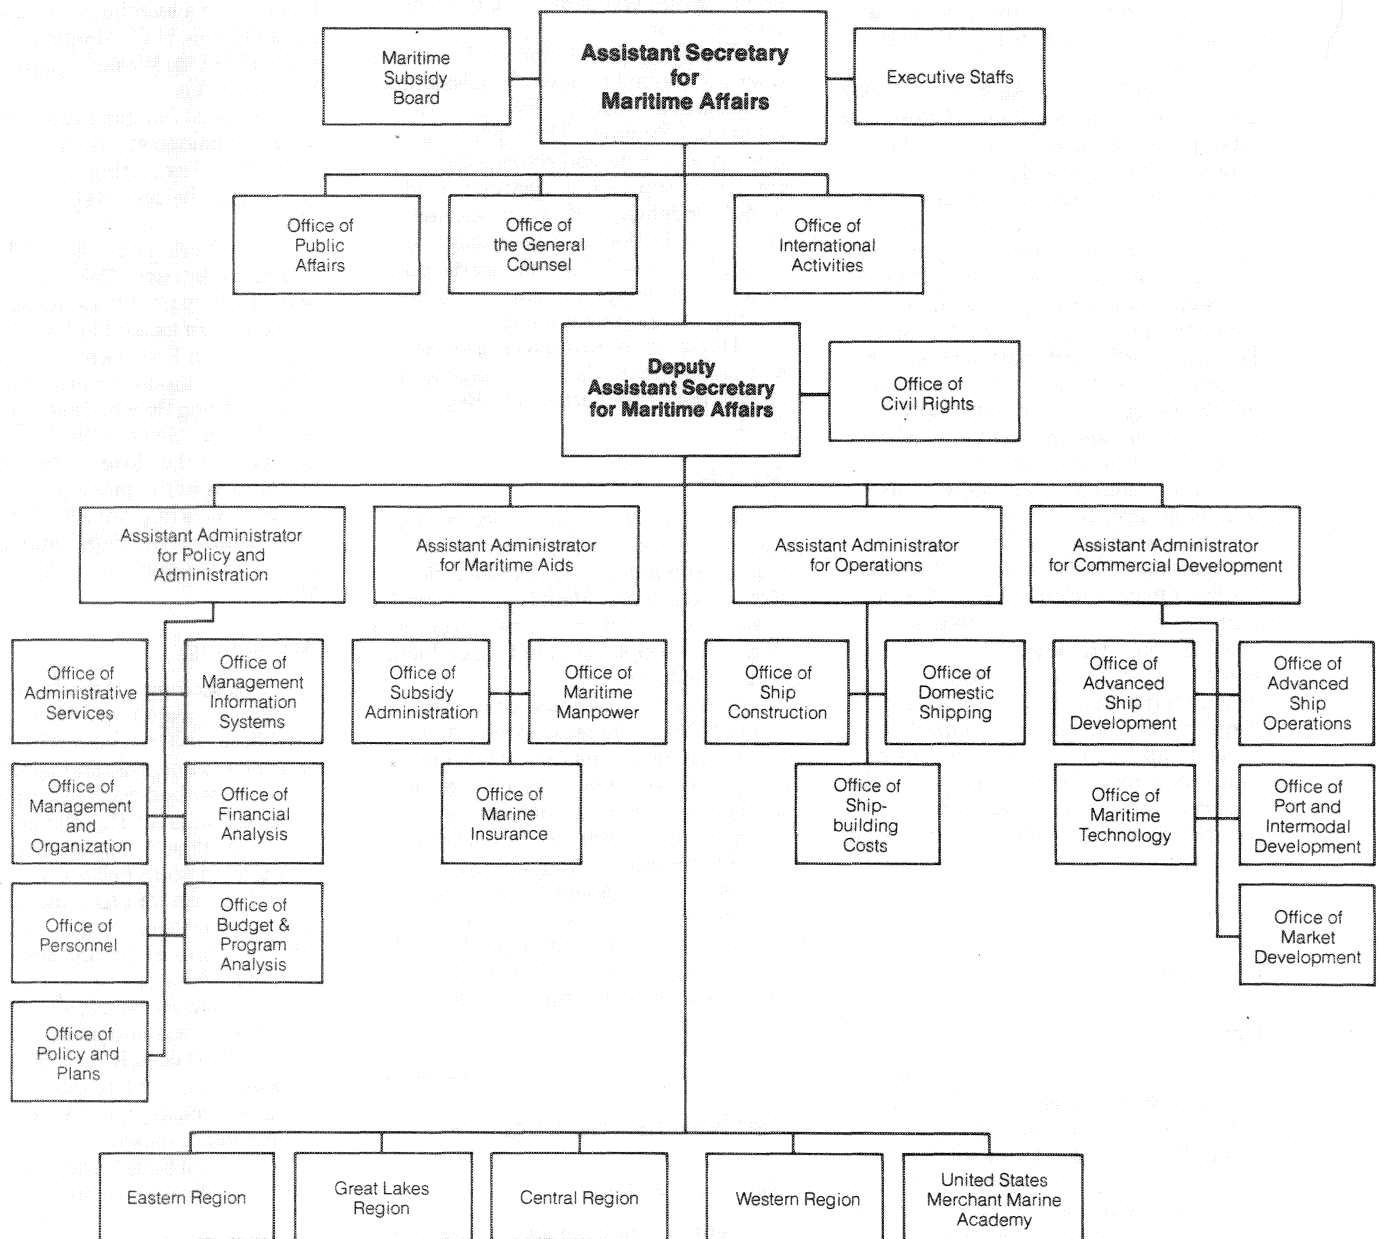 Maritime
Subsidy
Board
Assistant Secretary
for
Maritime Affairs
Executive Staffs
Office of
Public
Affairs
Office of
the General
Counsel
Office of
International
Activities
Deputy
Assistant Secretary
for Maritime Affairs
Office of
Civil Rights
Assistant Administrator
for Policy and
Administration
Assistant Administrator
for Maritime Aids
Assistant Administrator
for Operations
Assistant Administrator
for Commercial Development
Office of
Administrative
Services
Office of
Management
Information
Systems
Office of
Subsidy
Administration
Office of
Maritime
Manpower
Office of
Ship
Construction
Office of
Domestic
Shipping
Office of
Advanced
Ship
Development
Office of
Advanced
Ship
Operations
Office of
Management
and
Organization
Office of
Financial
Analysis
Office of
Marine
Insurance
Office of
Ship-
building
Costs
Office of
Maritime
Technology
Office of
Port and
Intermodal
Development
Office of
Personnel
Office of
Budget &
Program
Analysis
Office of
Market
Development
Office of
Policy and
Plans
Eastern Region
Great Lakes
Region
Central Region
Western Region
United States
Merchant Marine
Academy